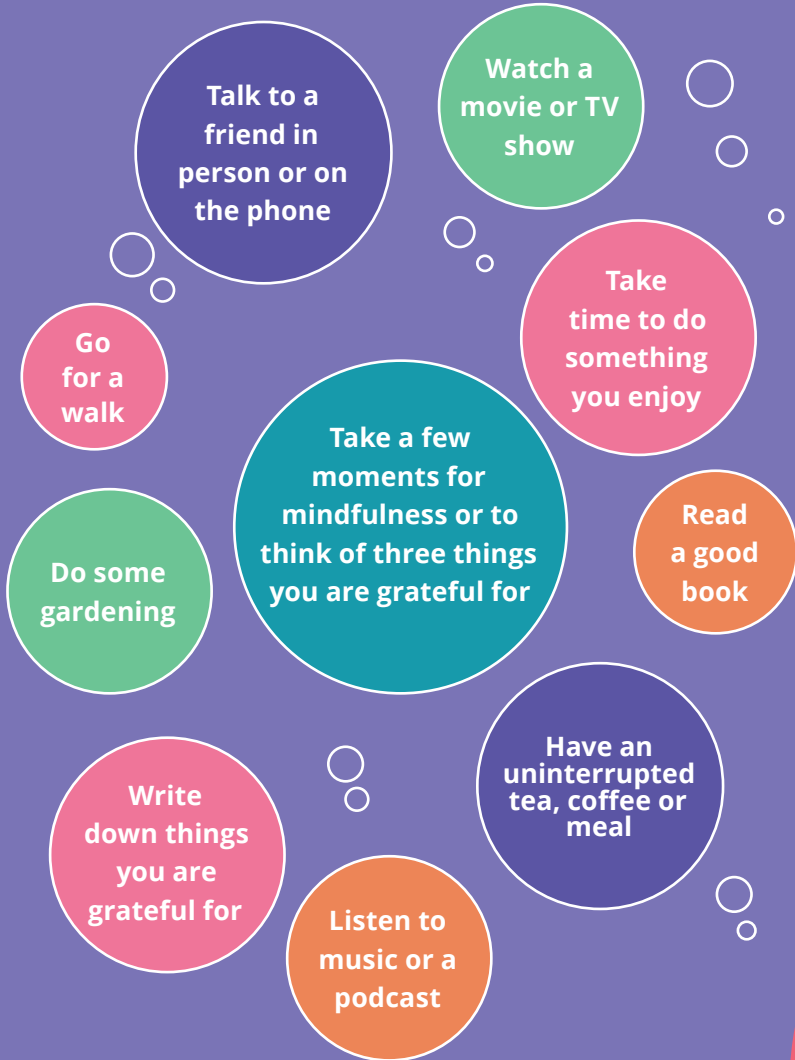 Talk to a
friend in
person or on
the phone
Watch a
movie or TV
show
Take
time to do
something
you enjoy
Go
for a
walk
Take a few
moments for
mindfulness or to
think of three things
you are grateful for
Read
a good
book
Do some
gardening
Have an
uninterrupted
tea, coffee or
meal
Write
down things
you are
grateful for
Listen to
music or a
podcast